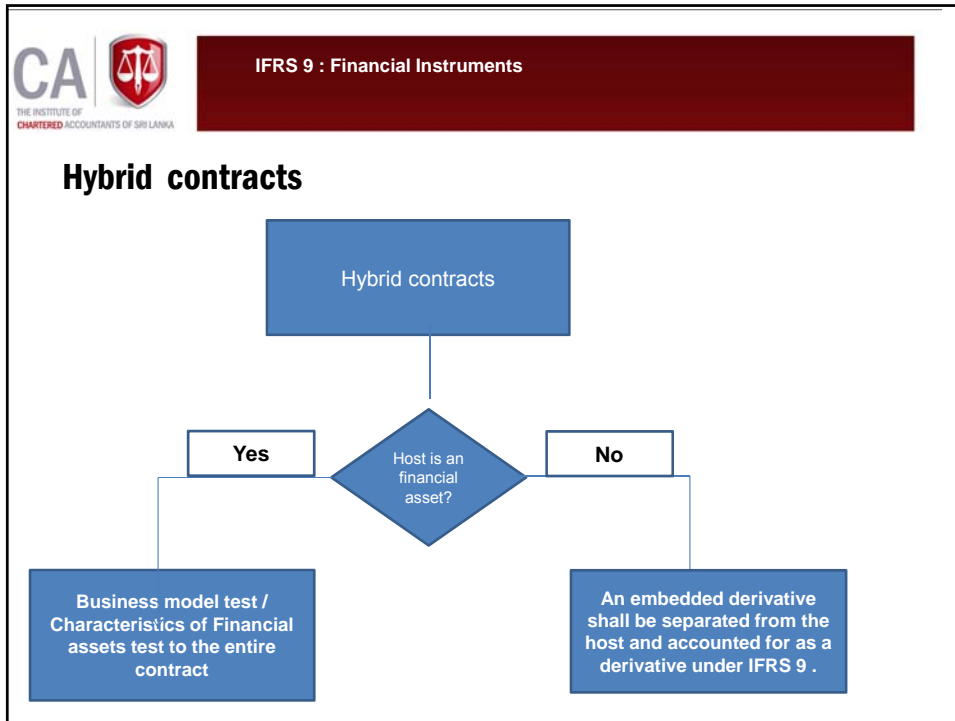 CA
THE INSTITUTE OF
CHARTERED ACCOUNTANTS OF SRI LANKA
IFRS 9 : Financial Instruments
Hybrid contracts
Hybrid contracts
Yes
Host is an
financial
asset?
No
Business model test /
Characteristics of Financial
assets test to the entire
contract
An embedded derivative
shall be separated from the
host and accounted for as a
derivative under IFRS 9 .